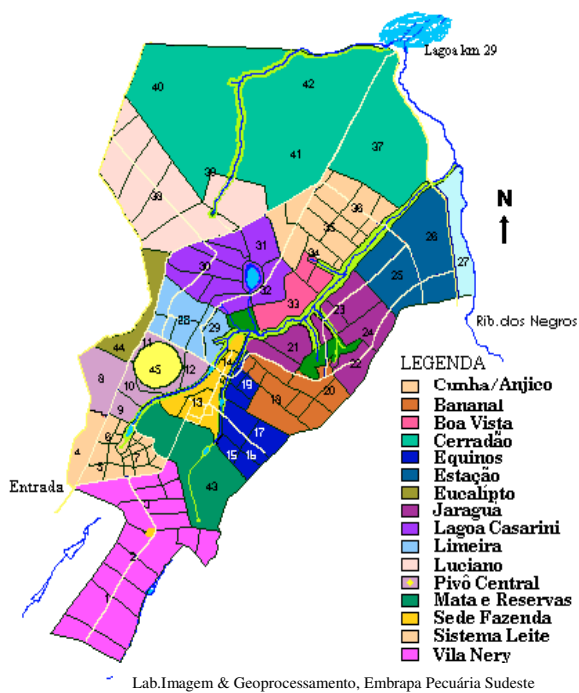 Lagoa km 29
40
42
37
41
39
38
36
35
26
31
34
30
25
27
32
33
N
23
28
29
24
Rib.dos Negros
21
11
44
14
12
22
LEGENDA
45
8
19
20
Cunha/Anjico
10
18
Bananal
13
9
Boa Vista
17
Cerradão
6
Equinos
4
7
15
16
Estação
5
Eucalípto
Entrada
43
Jaraguá
3
Lagoa Casarini
Limeira
2
Luciano
Pivô Central
1
Mata e Reservas
Sede Fazenda
Sistema Leite
Vila Nery
Lab.Imagem & Geoprocessamento, Embrapa Pecuária Sudeste